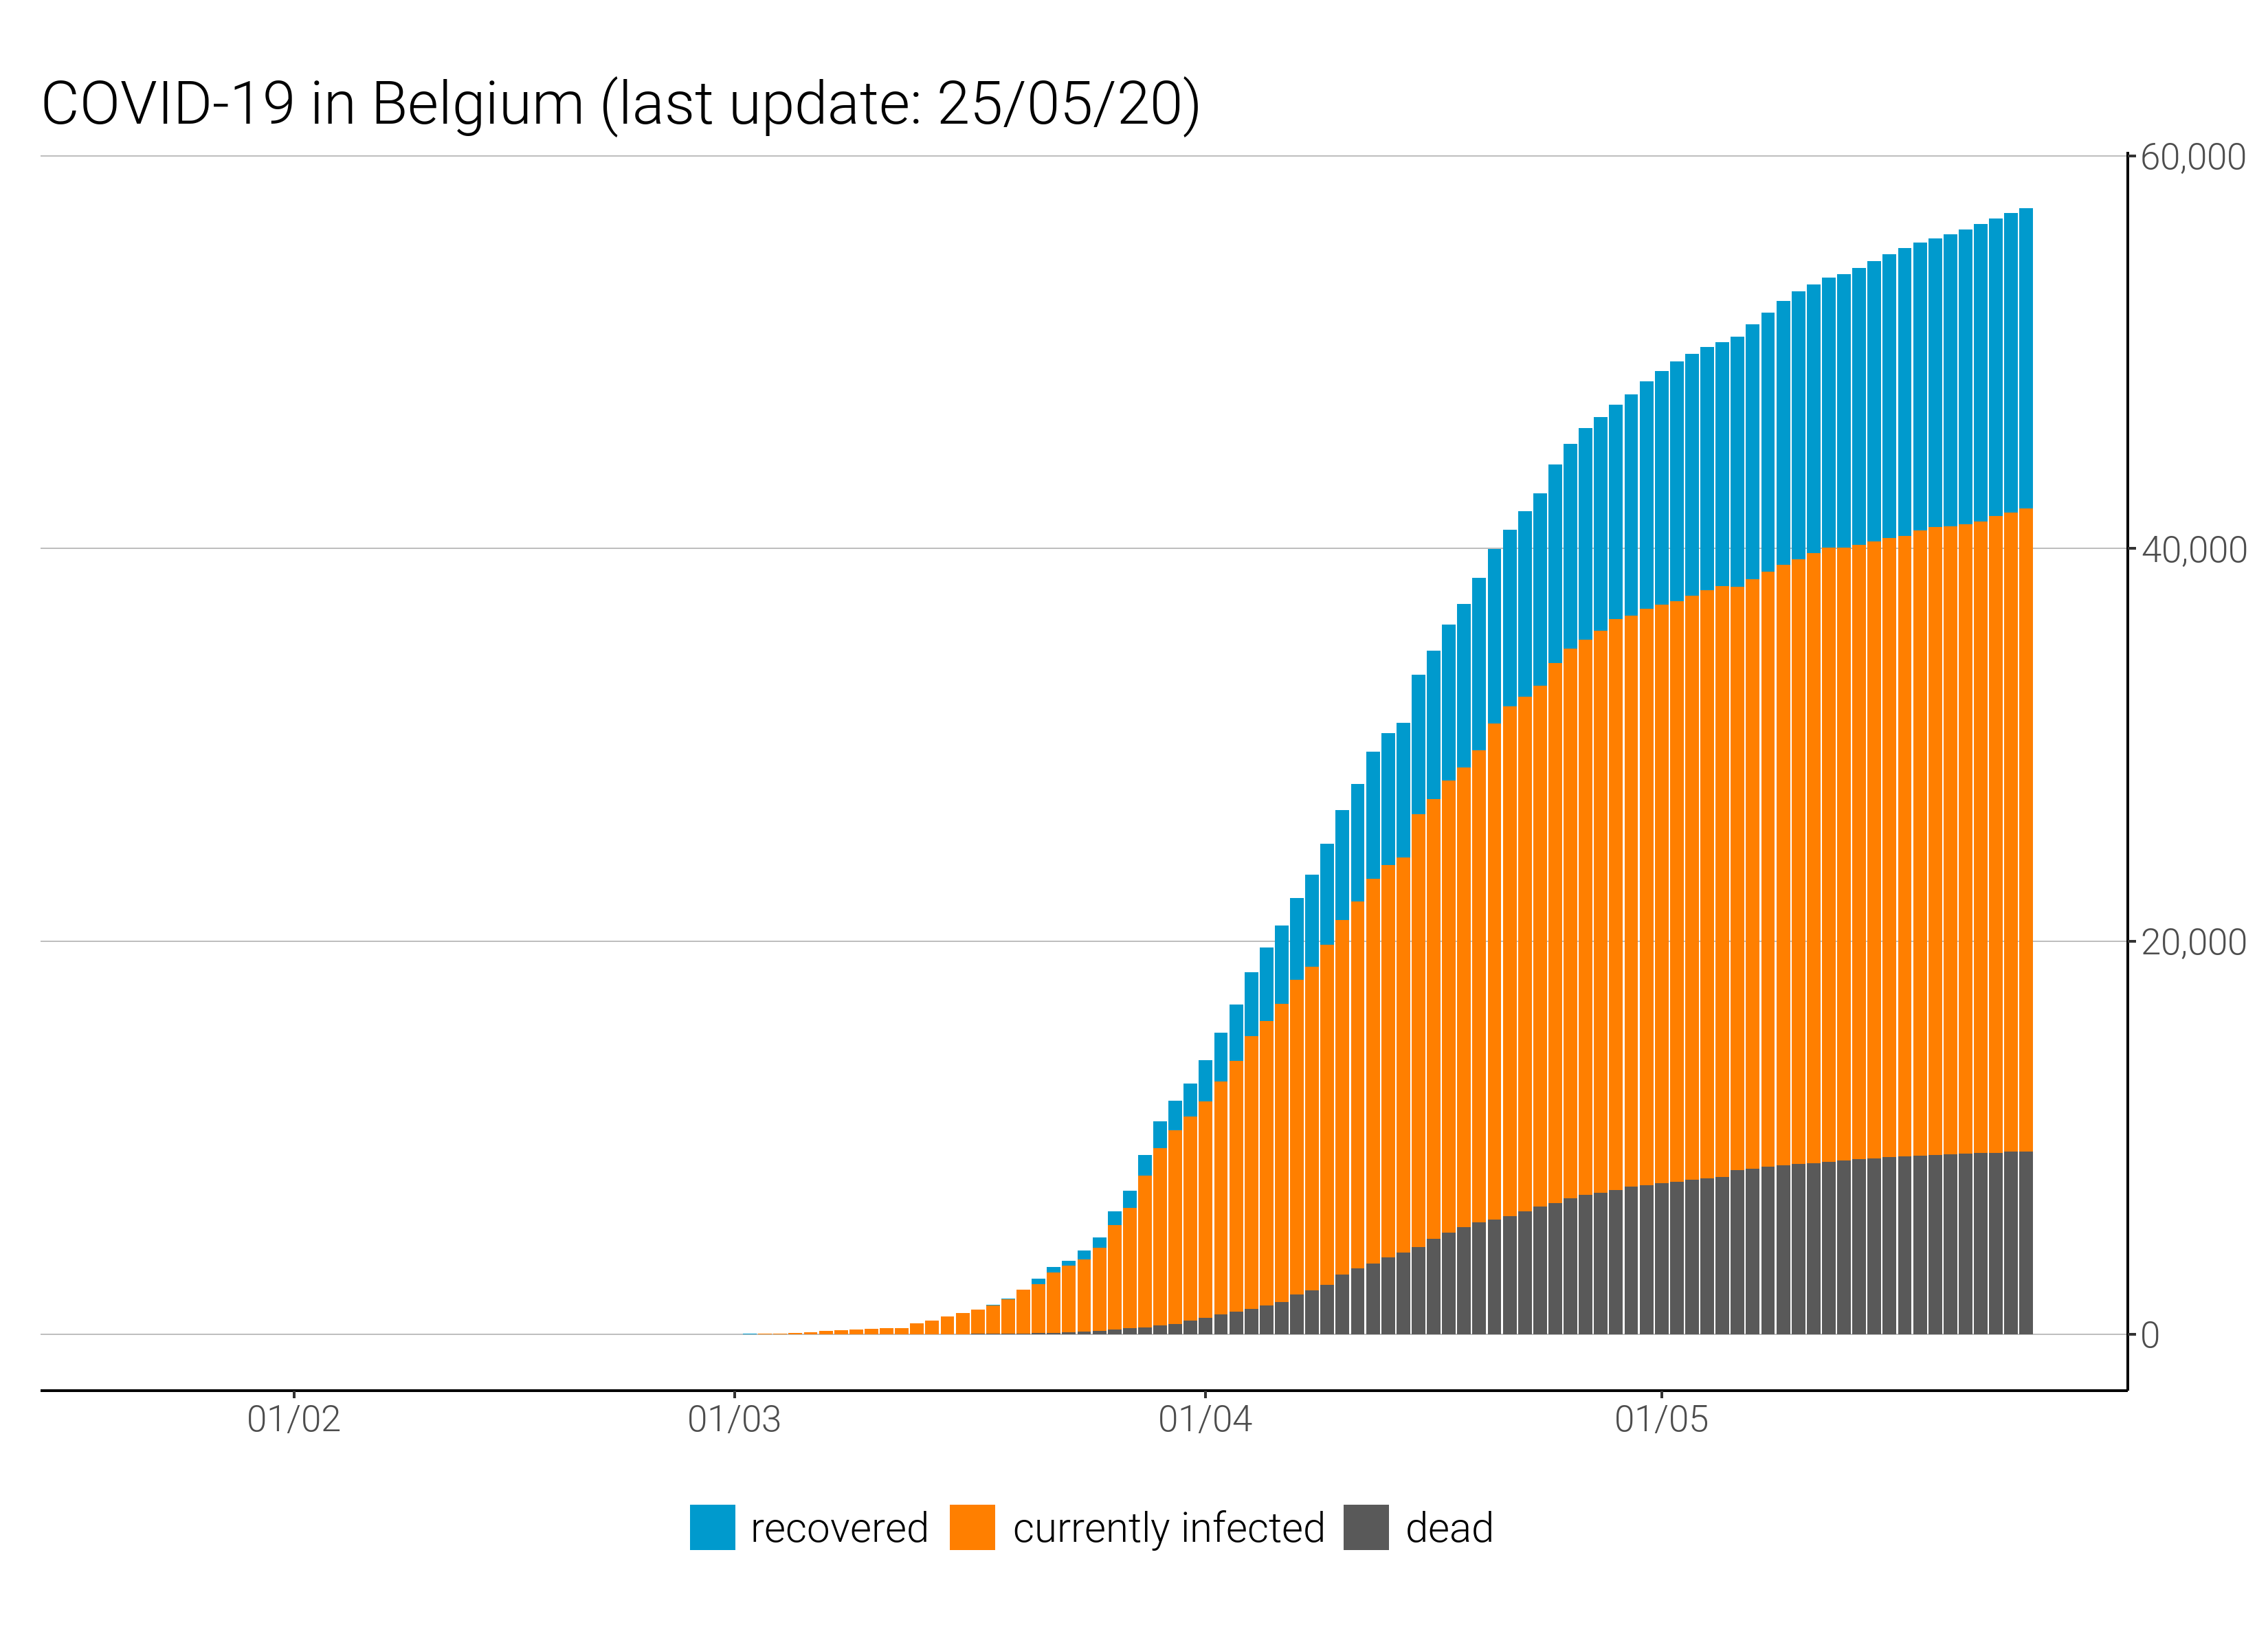 COVID-19 in Belgium (last update: 25/05/20)
60,000
40,000
20,000
0
01/02 01/03 01/04 01/05
recovered currently infected dead